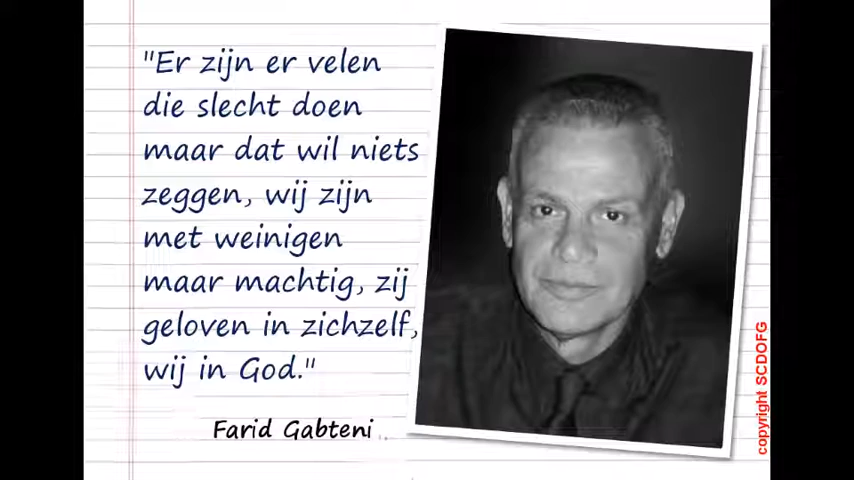 "Er zijn er velen
die slecht doen
maar dat wil niets
zeggen, wij zijn
met weinigen
maar machtig, zij
geloven in zichzelf,
wij in God."
Farid Gabteni
copyright SCDOFG